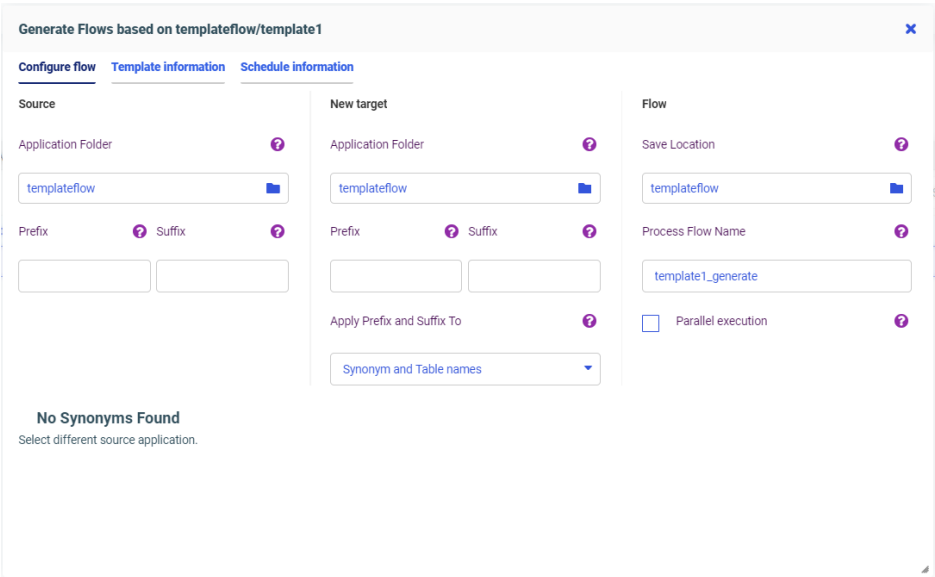 Generate Flows based on templateflow/template1
Configure flow Template information Schedule information
Source
Application Folder
templateflow
Prefix Suffix
New target
Application Folder
templateflow
Prefix Suffix
Apply Prefix and Suffix To
Synonym and Table names
Flow
Save Location
templateflow
Process Flow Name
template1_generate
Parallel execution
No Synonyms Found
Select different source application.